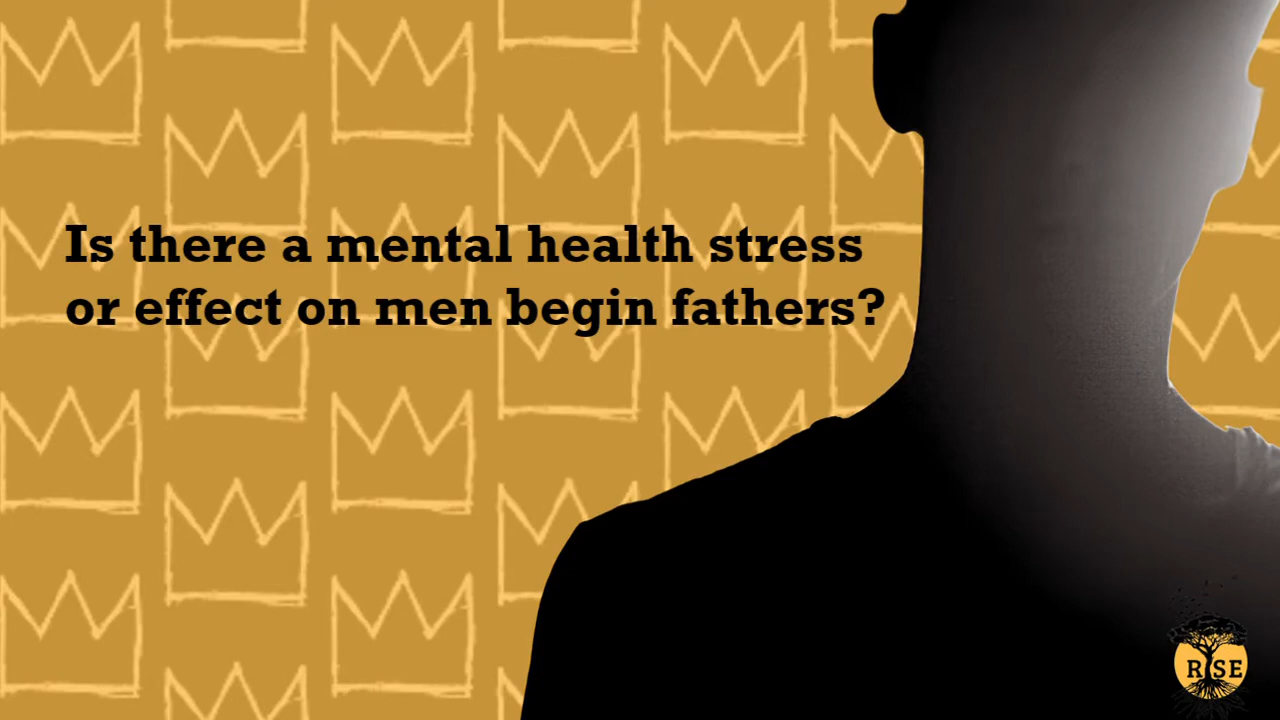 Is there a mental health stress
or effect on men begin fathers?
RISE